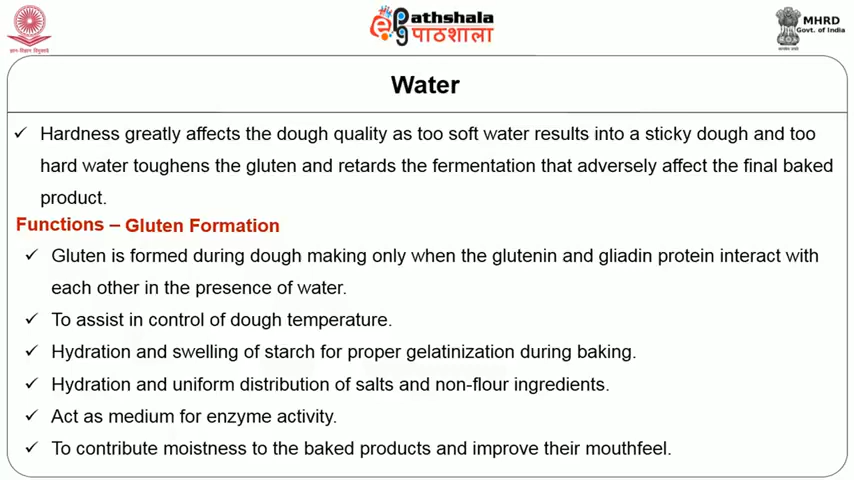 ज्ञान-विज्ञान विमुक्तये
ePathshala
पाठशाला
MHRD
Govt. of India
Water
✓ Hardness greatly affects the dough quality as too soft water results into a sticky dough and too
hard water toughens the gluten and retards the fermentation that adversely affect the final baked
product.
Functions – Gluten Formation
✓ Gluten is formed during dough making only when the glutenin and gliadin protein interact with
each other in the presence of water.
✓ To assist in control of dough temperature.
✓ Hydration and swelling of starch for proper gelatinization during baking.
✓ Hydration and uniform distribution of salts and non-flour ingredients.
✓ Act as medium for enzyme activity.
✓ To contribute moistness to the baked products and improve their mouthfeel.